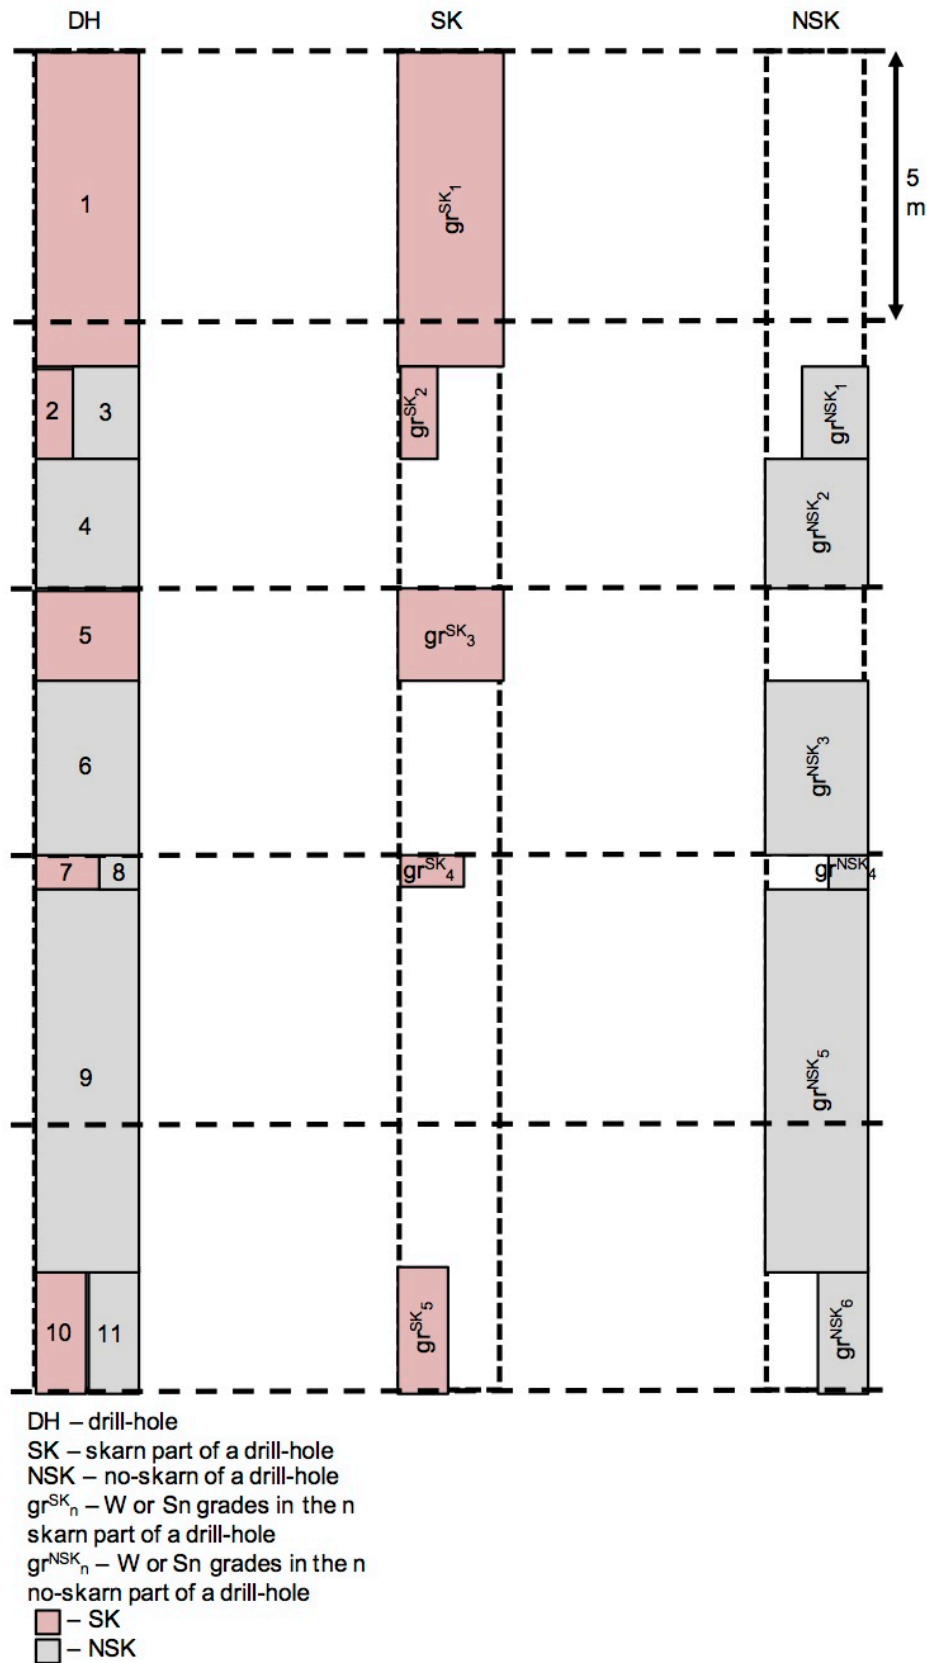 DH SK NSK
5
m
1
gr^SK_1
2 3
gr^SK_2
gr^NSK_1
4
gr^NSK_2
5
gr^SK_3
6
gr^NSK_3
7 8
gr^SK_4
gr^NSK_4
9
gr^NSK_5
10 11
gr^SK_5
gr^NSK_6
DH – drill-hole
SK – skarn part of a drill-hole
NSK – no-skarn of a drill-hole
gr^SK_n – W or Sn grades in the n
skarn part of a drill-hole
gr^NSK_n – W or Sn grades in the n
no-skarn part of a drill-hole
– SK
– NSK